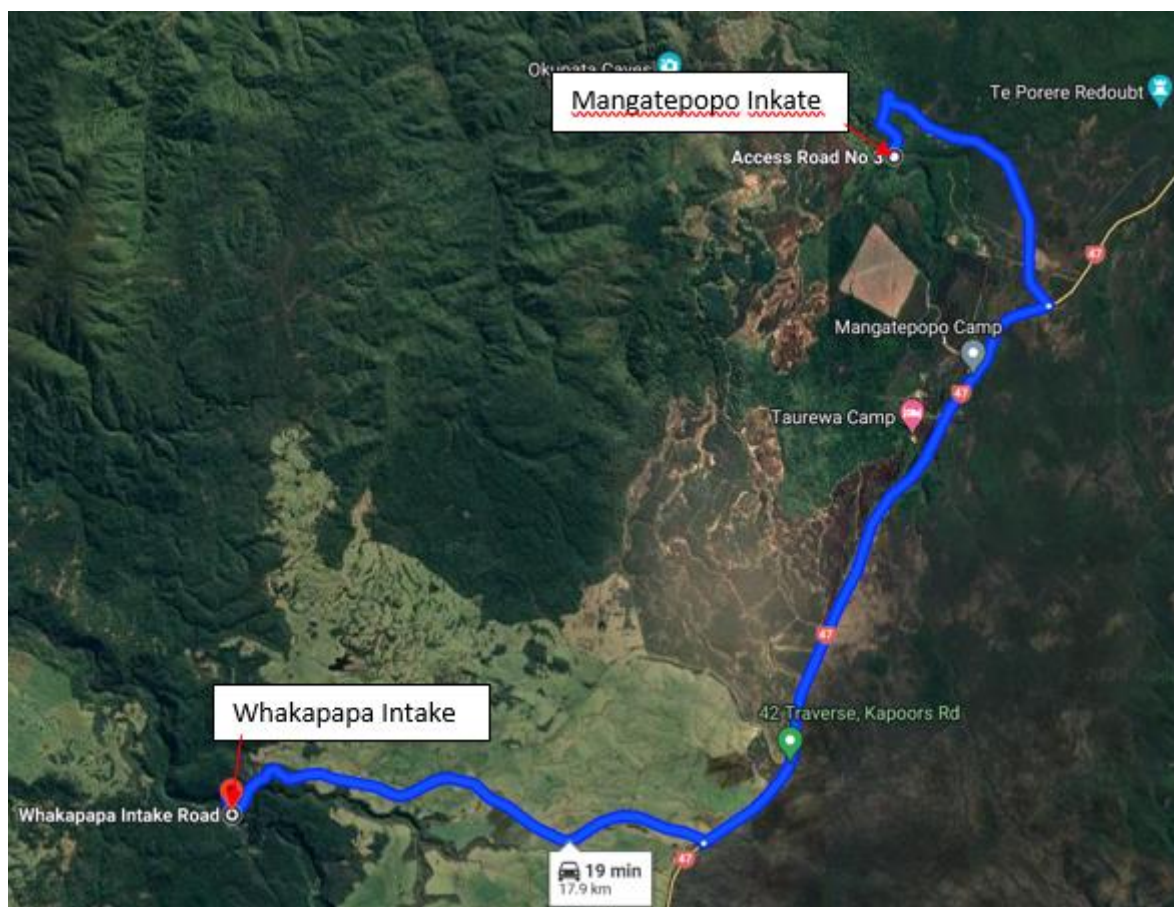 Okupata Caves
Mangatepopo Inkate
Te Porere Redoubt
Access Road No 3
47
Mangatepopo Camp
47
Taurewa Camp
47
42 Traverse, Kapoors Rd
Whakapapa Intake
Whakapapa Intake Road
19 min
17.9 km
47